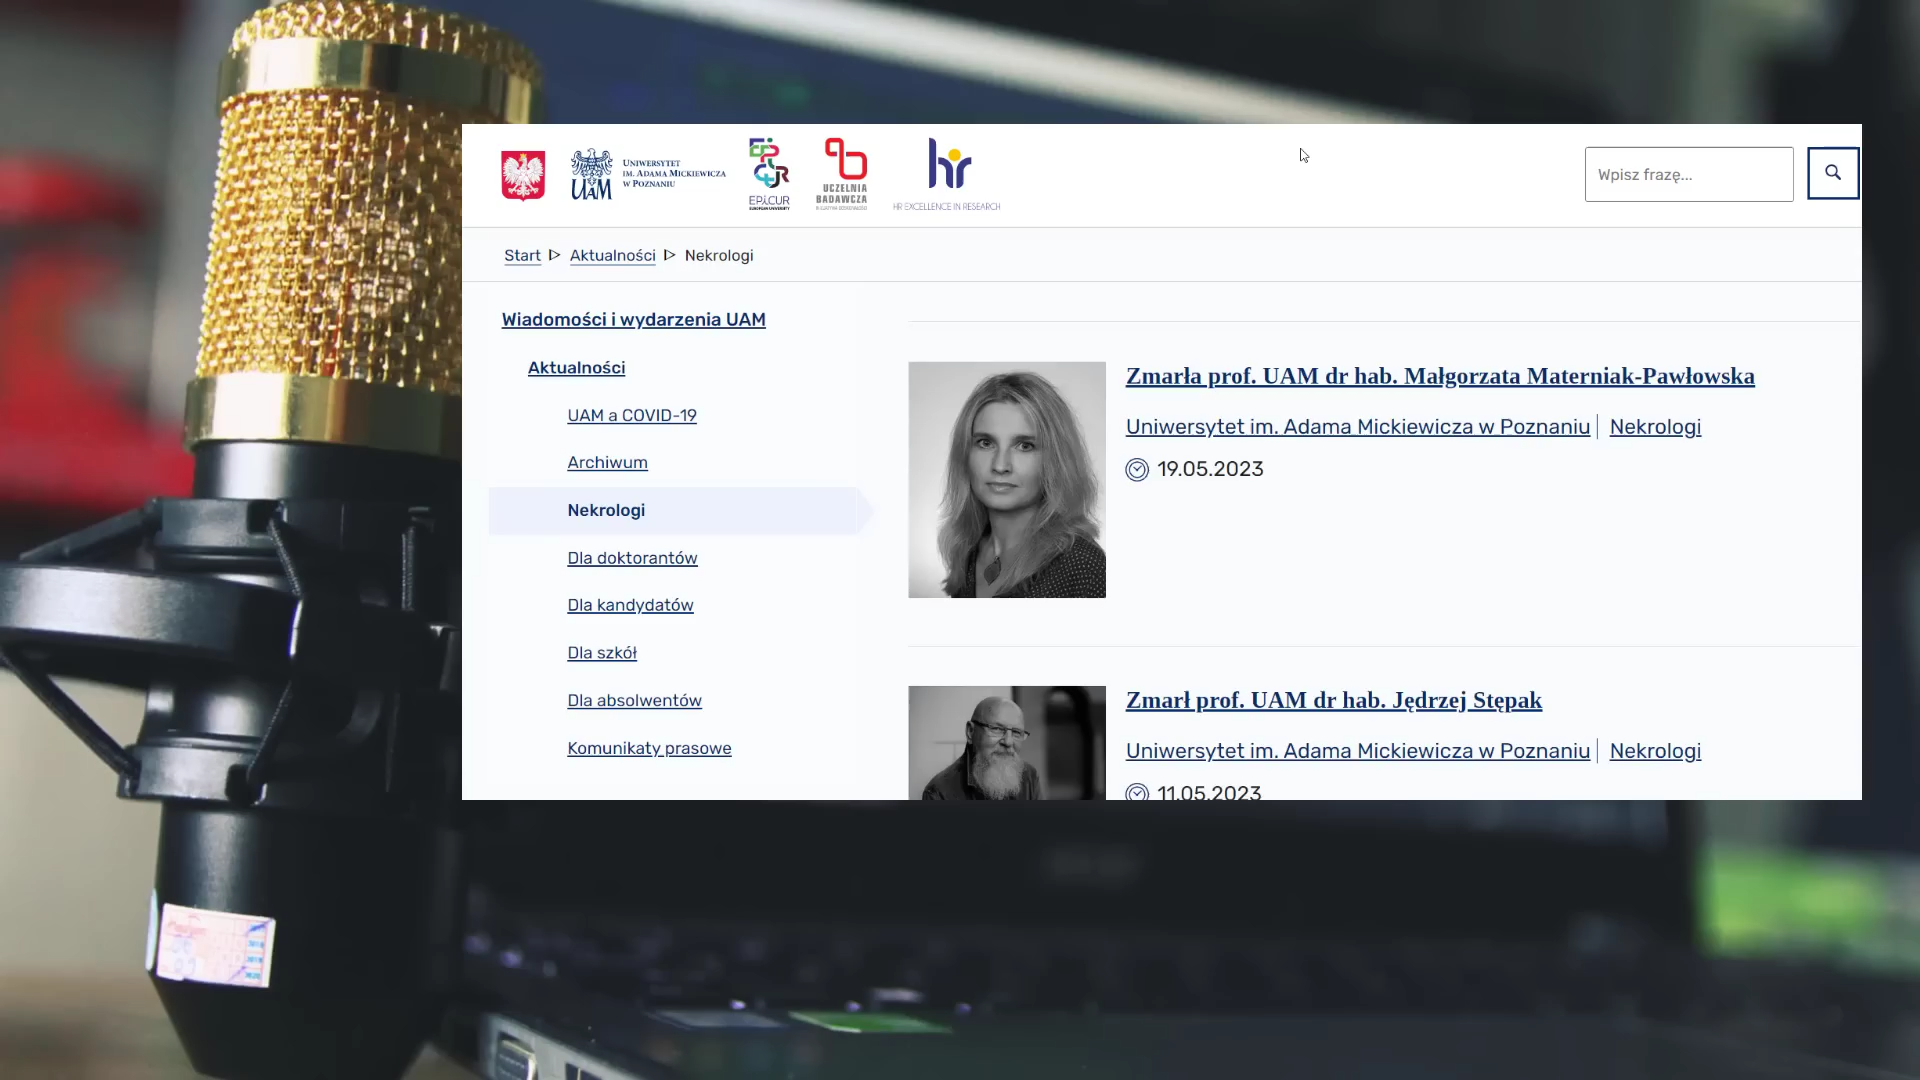 UNIWERSYTET
IM. ADAMA MICKIEWICZA
W POZNANIU
UAM
EPICUR
EUROPEAN UNIVERSITY
UCZELNIA
BADAWCZA
hr
HR EXCELLENCE IN RESEARCH
Wpisz frazę...
Start Aktualności Nekrologi
Wiadomości i wydarzenia UAM
Aktualności
UAM a COVID-19
Archiwum
Nekrologi
Dla doktorantów
Dla kandydatów
Dla szkół
Dla absolwentów
Komunikaty prasowe
Zmarła prof. UAM dr hab. Małgorzata Materniak-Pawłowska
Uniwersytet im. Adama Mickiewicza w Poznaniu Nekrologi
19.05.2023
Zmarł prof. UAM dr hab. Jędrzej Stępak
Uniwersytet im. Adama Mickiewicza w Poznaniu Nekrologi
11.05.2023